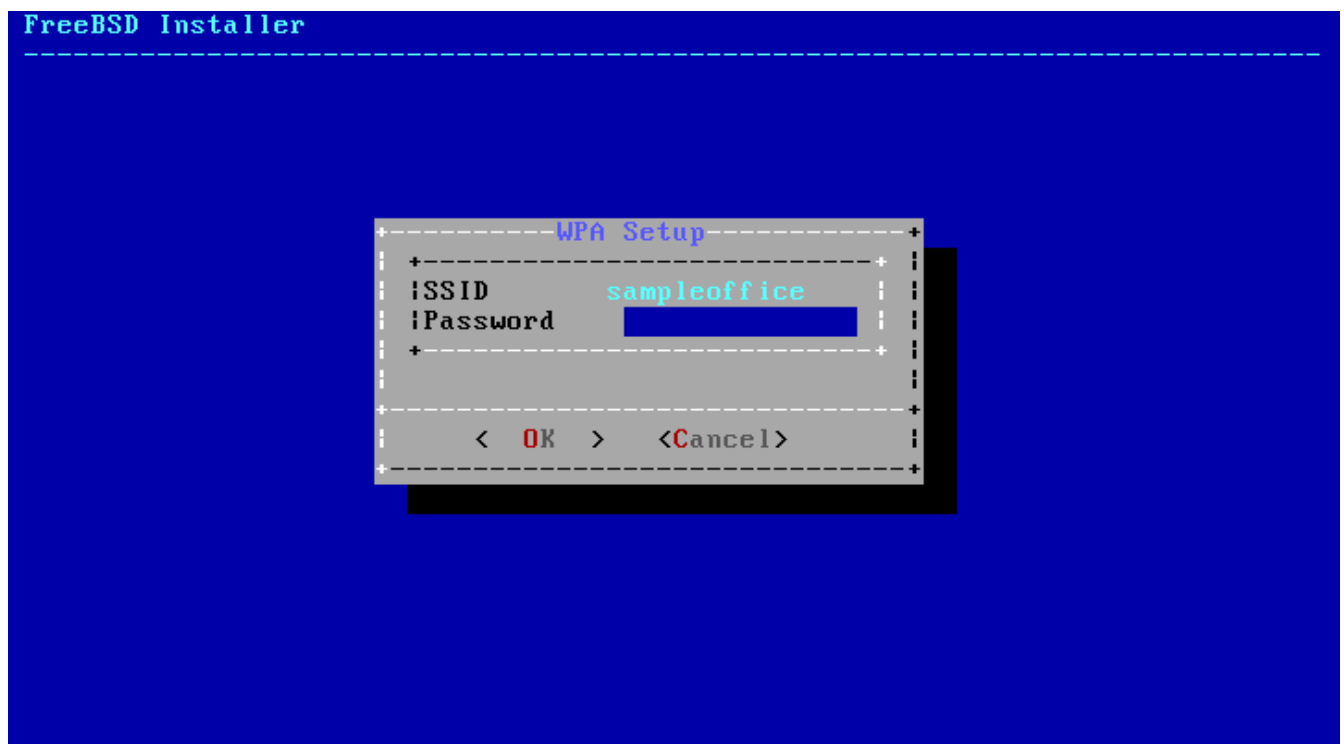 FreeBSD Installer
WPA Setup
SSID sampleoffice
Password
< OK > <Cancel>